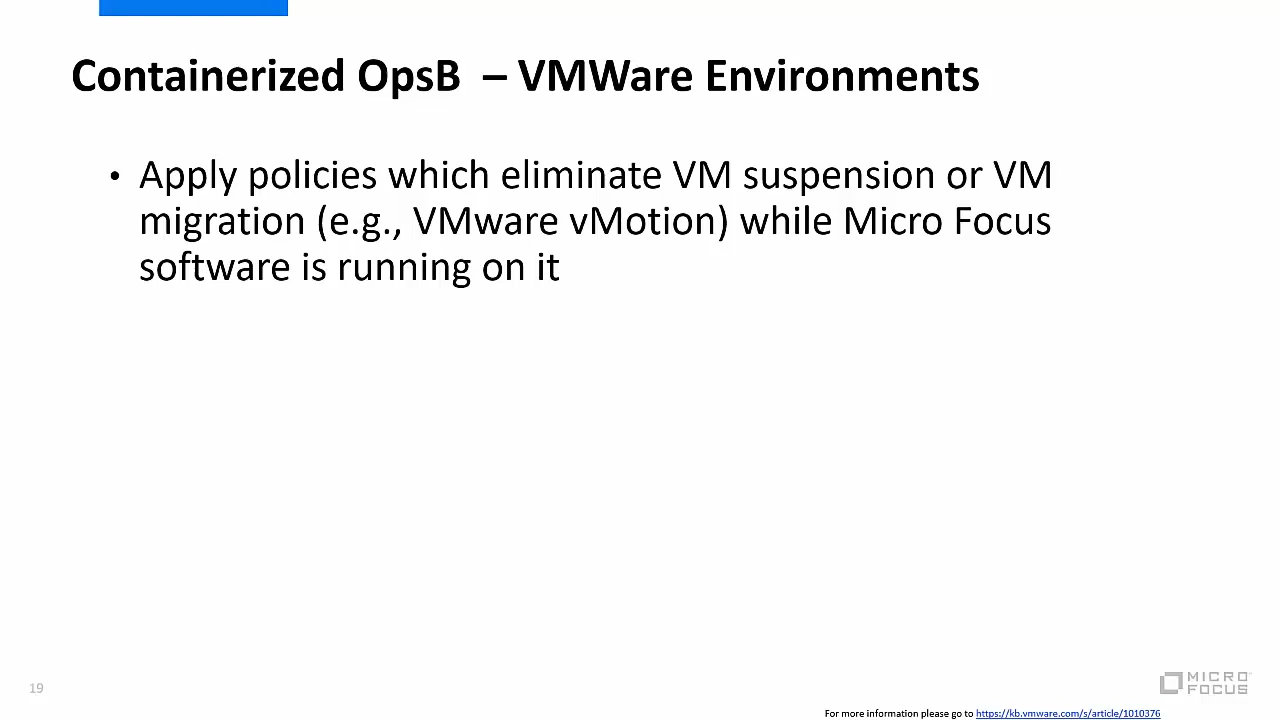 Containerized OpsB – VMWare Environments
• Apply policies which eliminate VM suspension or VM
migration (e.g., VMware vMotion) while Micro Focus
software is running on it
19
MICRO
FOCUS
For more information please go to https://kb.vmware.com/s/article/1010376